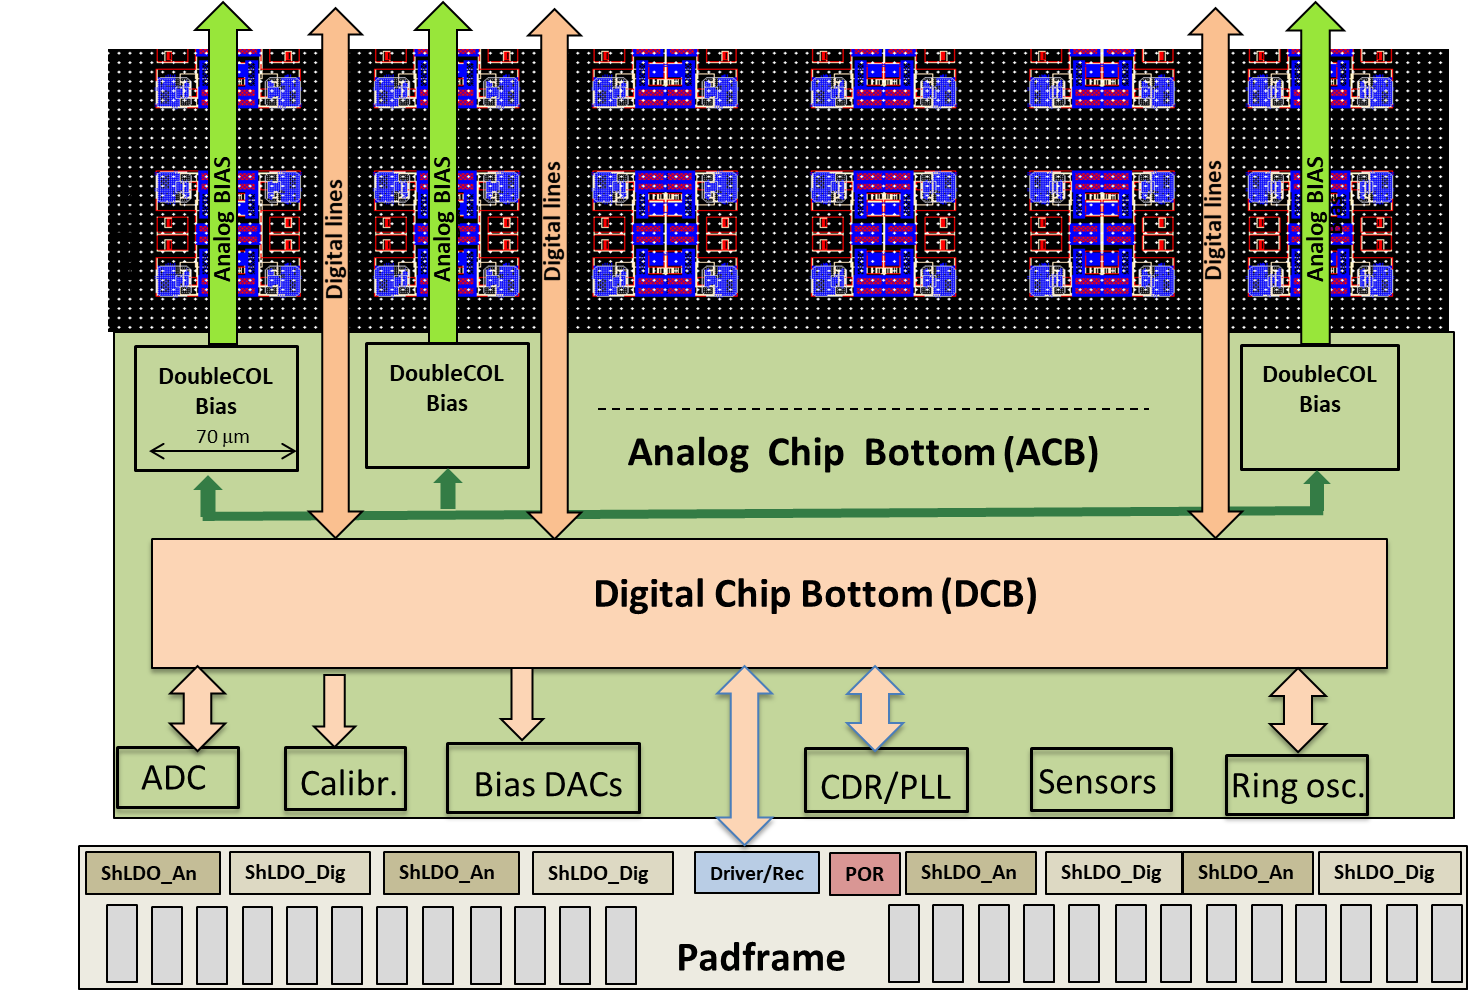 Analog BIAS
Digital lines
Analog BIAS
Digital lines
Digital lines
Analog BIAS
DoubleCOL
Bias
70 µm
DoubleCOL
Bias
DoubleCOL
Bias
Analog Chip Bottom (ACB)
Digital Chip Bottom (DCB)
ADC
Calibr.
Bias DACs
CDR/PLL
Sensors
Ring osc.
ShLDO_An
ShLDO_Dig
ShLDO_An
ShLDO_Dig
Driver/Rec
POR
ShLDO_An
ShLDO_Dig
ShLDO_An
ShLDO_Dig
Padframe